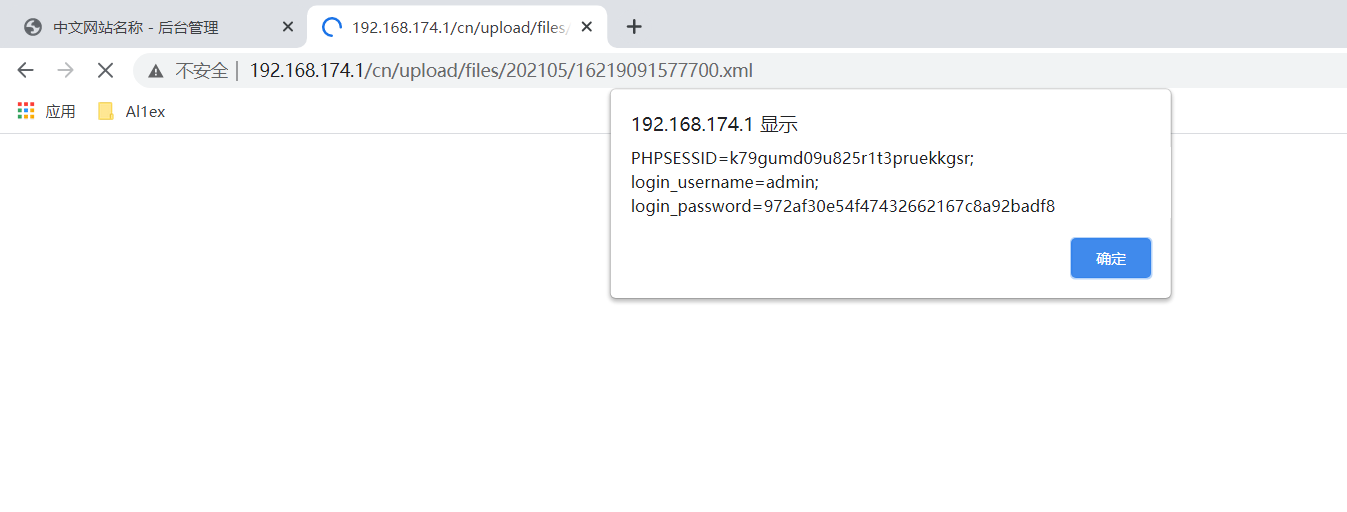 中文网站名称 - 后台管理
192.168.174.1/cn/upload/files/
不安全 | 192.168.174.1/cn/upload/files/202105/16219091577700.xml
应用
Al1ex
192.168.174.1 显示
PHPSESSID=k79gumd09u825r1t3pruekkgsr;
login_username=admin;
login_password=972af30e54f47432662167c8a92badf8
确定